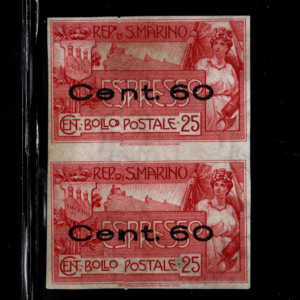 REP. DI S. MARINO
ESPRESSO
Cent. 60
CENT. BOLLO POSTALE 25
REP. DI S. MARINO
ESPRESSO
Cent. 60
CENT. BOLLO POSTALE 25